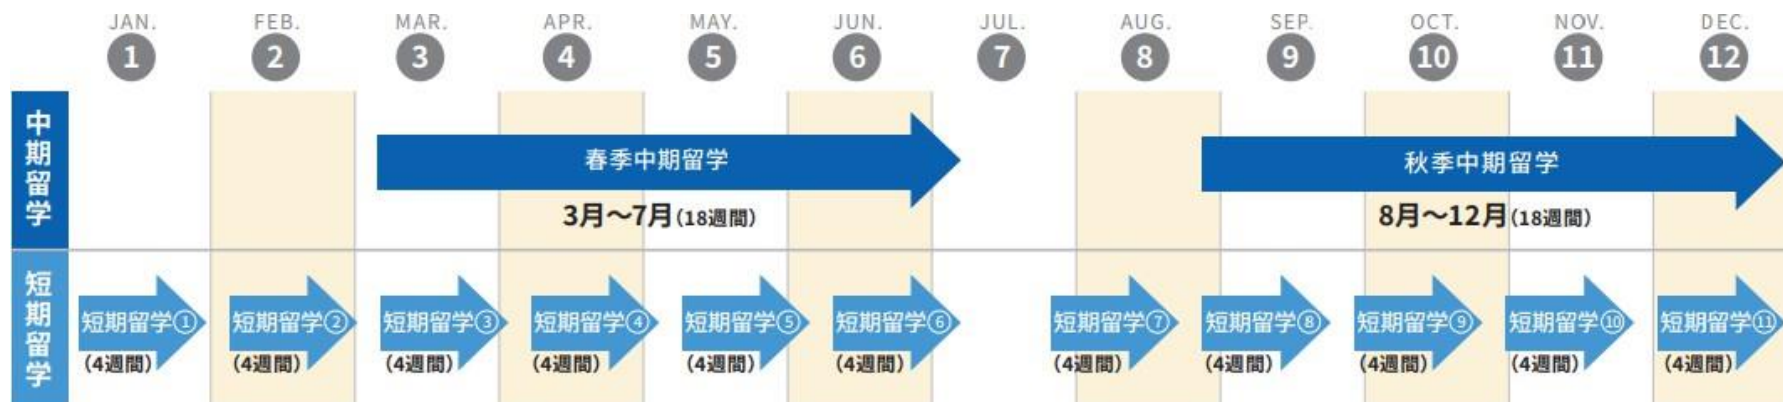 JAN. FEB. MAR. APR. MAY. JUN. JUL. AUG. SEP. OCT. NOV. DEC.
1 2 3 4 5 6 7 8 9 10 11 12
中期留学
春季中期留学
3月〜7月(18週間)
秋季中期留学
8月〜12月(18週間)
短期留学
短期留学① 短期留学② 短期留学③ 短期留学④ 短期留学⑤ 短期留学⑥ 短期留学⑦ 短期留学⑧ 短期留学⑨ 短期留学⑩ 短期留学⑪
(4週間) (4週間) (4週間) (4週間) (4週間) (4週間) (4週間) (4週間) (4週間) (4週間) (4週間)